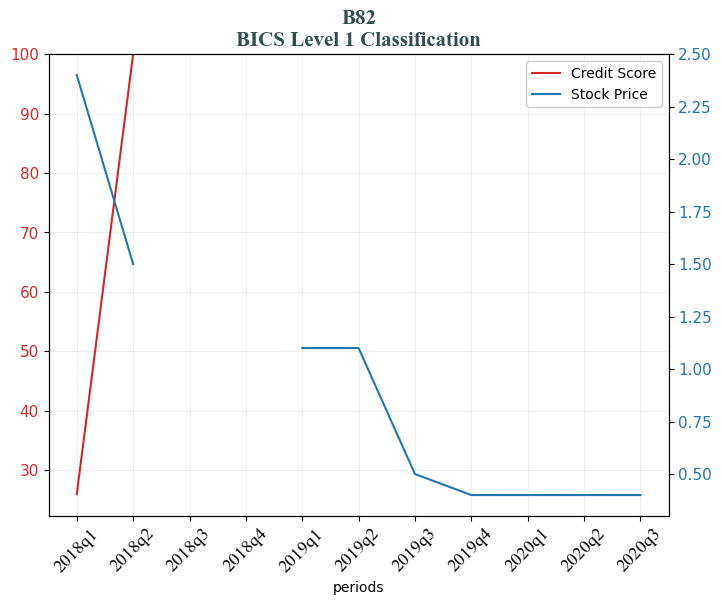 B82
BICS Level 1 Classification
100
90
80
70
60
50
40
30
2.50
2.25
2.00
1.75
1.50
1.25
1.00
0.75
0.50
Credit Score
Stock Price
2018q1
2018q2
2018q3
2018q4
2019q1
2019q2
2019q3
2019q4
2020q1
2020q2
2020q3
periods